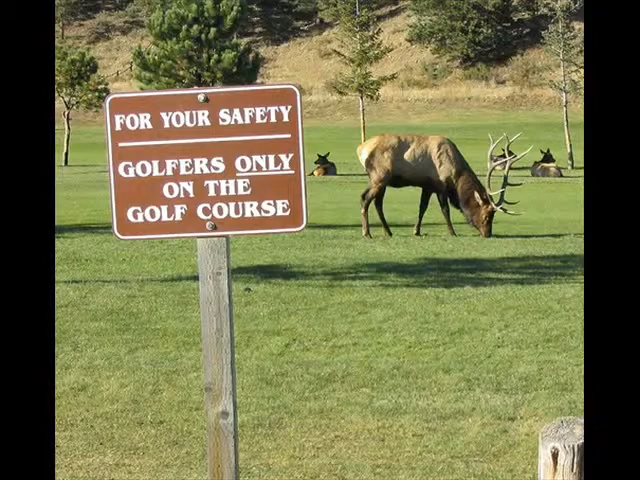 FOR YOUR SAFETY
GOLFERS ONLY
ON THE
GOLF COURSE